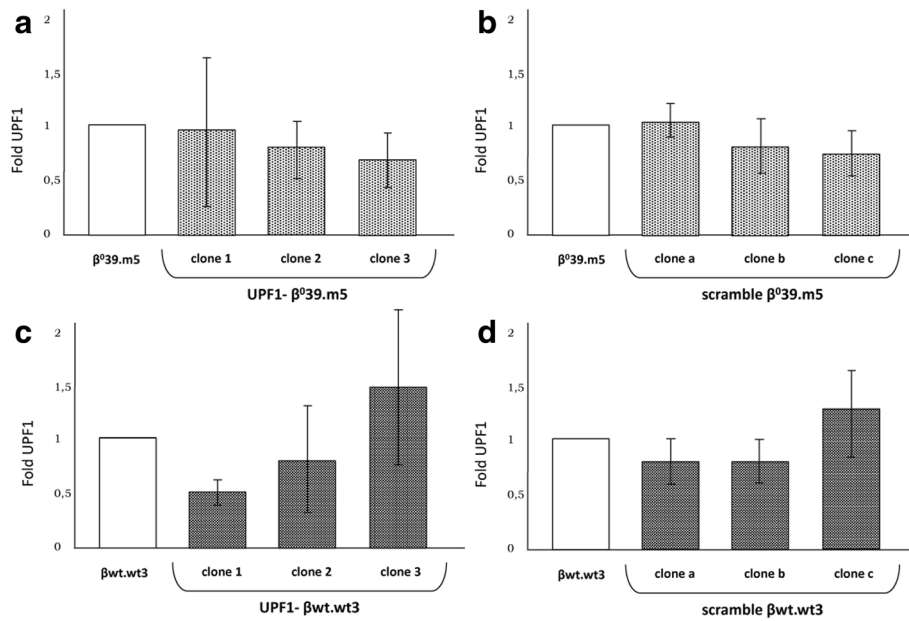 a
2
1,5
1
0,5
0
Fold UPF1
β⁰39.m5
clone 1
clone 2
clone 3
UPF1- β⁰39.m5
b
2
1,5
1
0,5
0
Fold UPF1
β⁰39.m5
clone a
clone b
clone c
scramble β⁰39.m5
c
2
1,5
1
0,5
0
Fold UPF1
βwt.wt3
clone 1
clone 2
clone 3
UPF1- βwt.wt3
d
2
1,5
1
0,5
0
Fold UPF1
βwt.wt3
clone a
clone b
clone c
scramble βwt.wt3